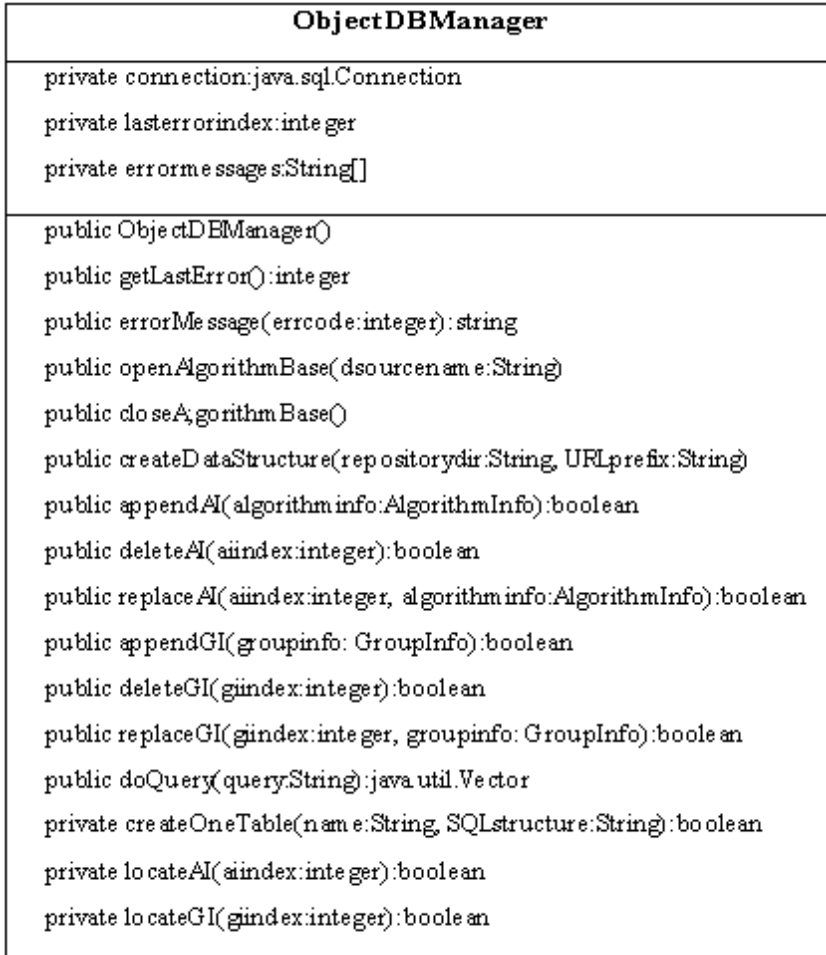 ObjectDBManager
private connection:java.sql.Connection
private lasterrorindex:integer
private errormessages:String[]
public ObjectDBManager()
public getLastError():integer
public errorMessage(errcode:integer):string
public openAlgorithmBase(dsourcename:String)
public closeA;gorithmBase()
public createDataStructure(repositorydir:String, URLprefix:String)
public appendAI(algorithminfo:AlgorithmInfo):boolean
public deleteAI(aiindex:integer):boolean
public replaceAI(aiindex:integer, algorithminfo:AlgorithmInfo):boolean
public appendGI(groupinfo: GroupInfo):boolean
public deleteGI(giindex:integer):boolean
public replaceGI(giindex:integer, groupinfo: GroupInfo):boolean
public doQuery(query:String):java.util.Vector
private createOneTable(name:String, SQLstructure:String):boolean
private locateAI(aiindex:integer):boolean
private locateGI(giindex:integer):boolean